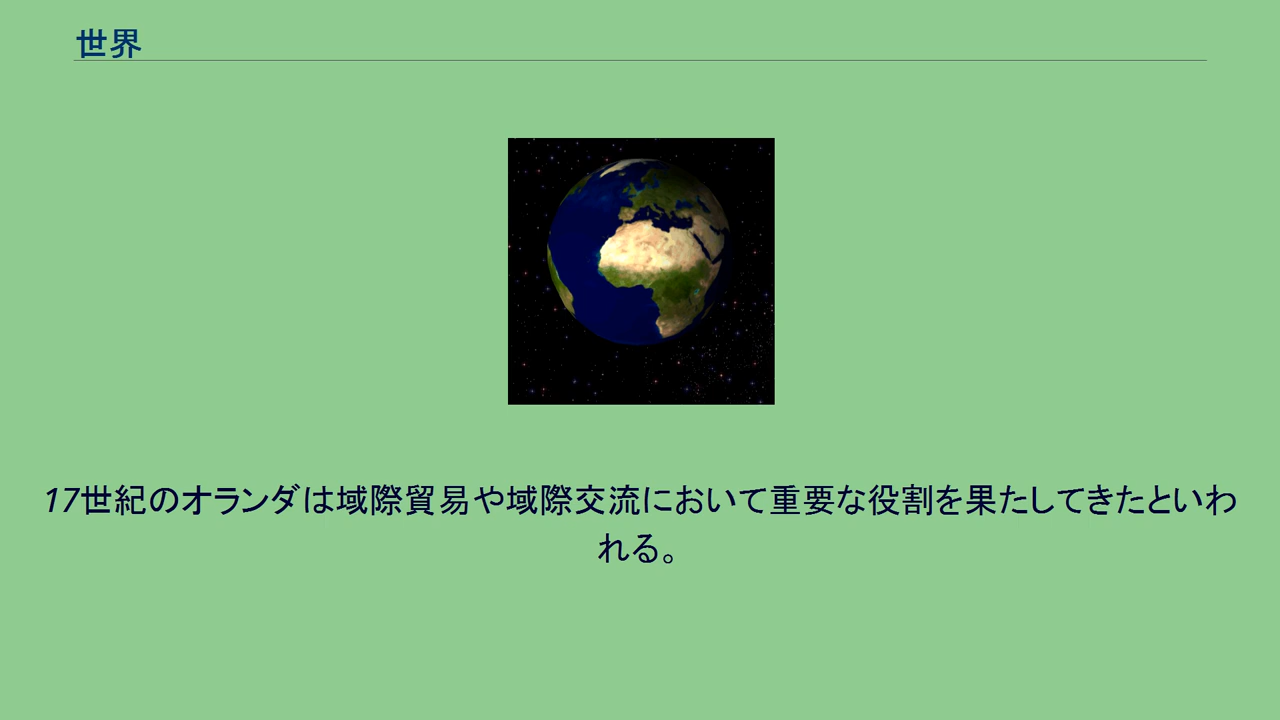 世界
17世紀のオランダは域際貿易や域際交流において重要な役割を果たしてきたといわ
れる。